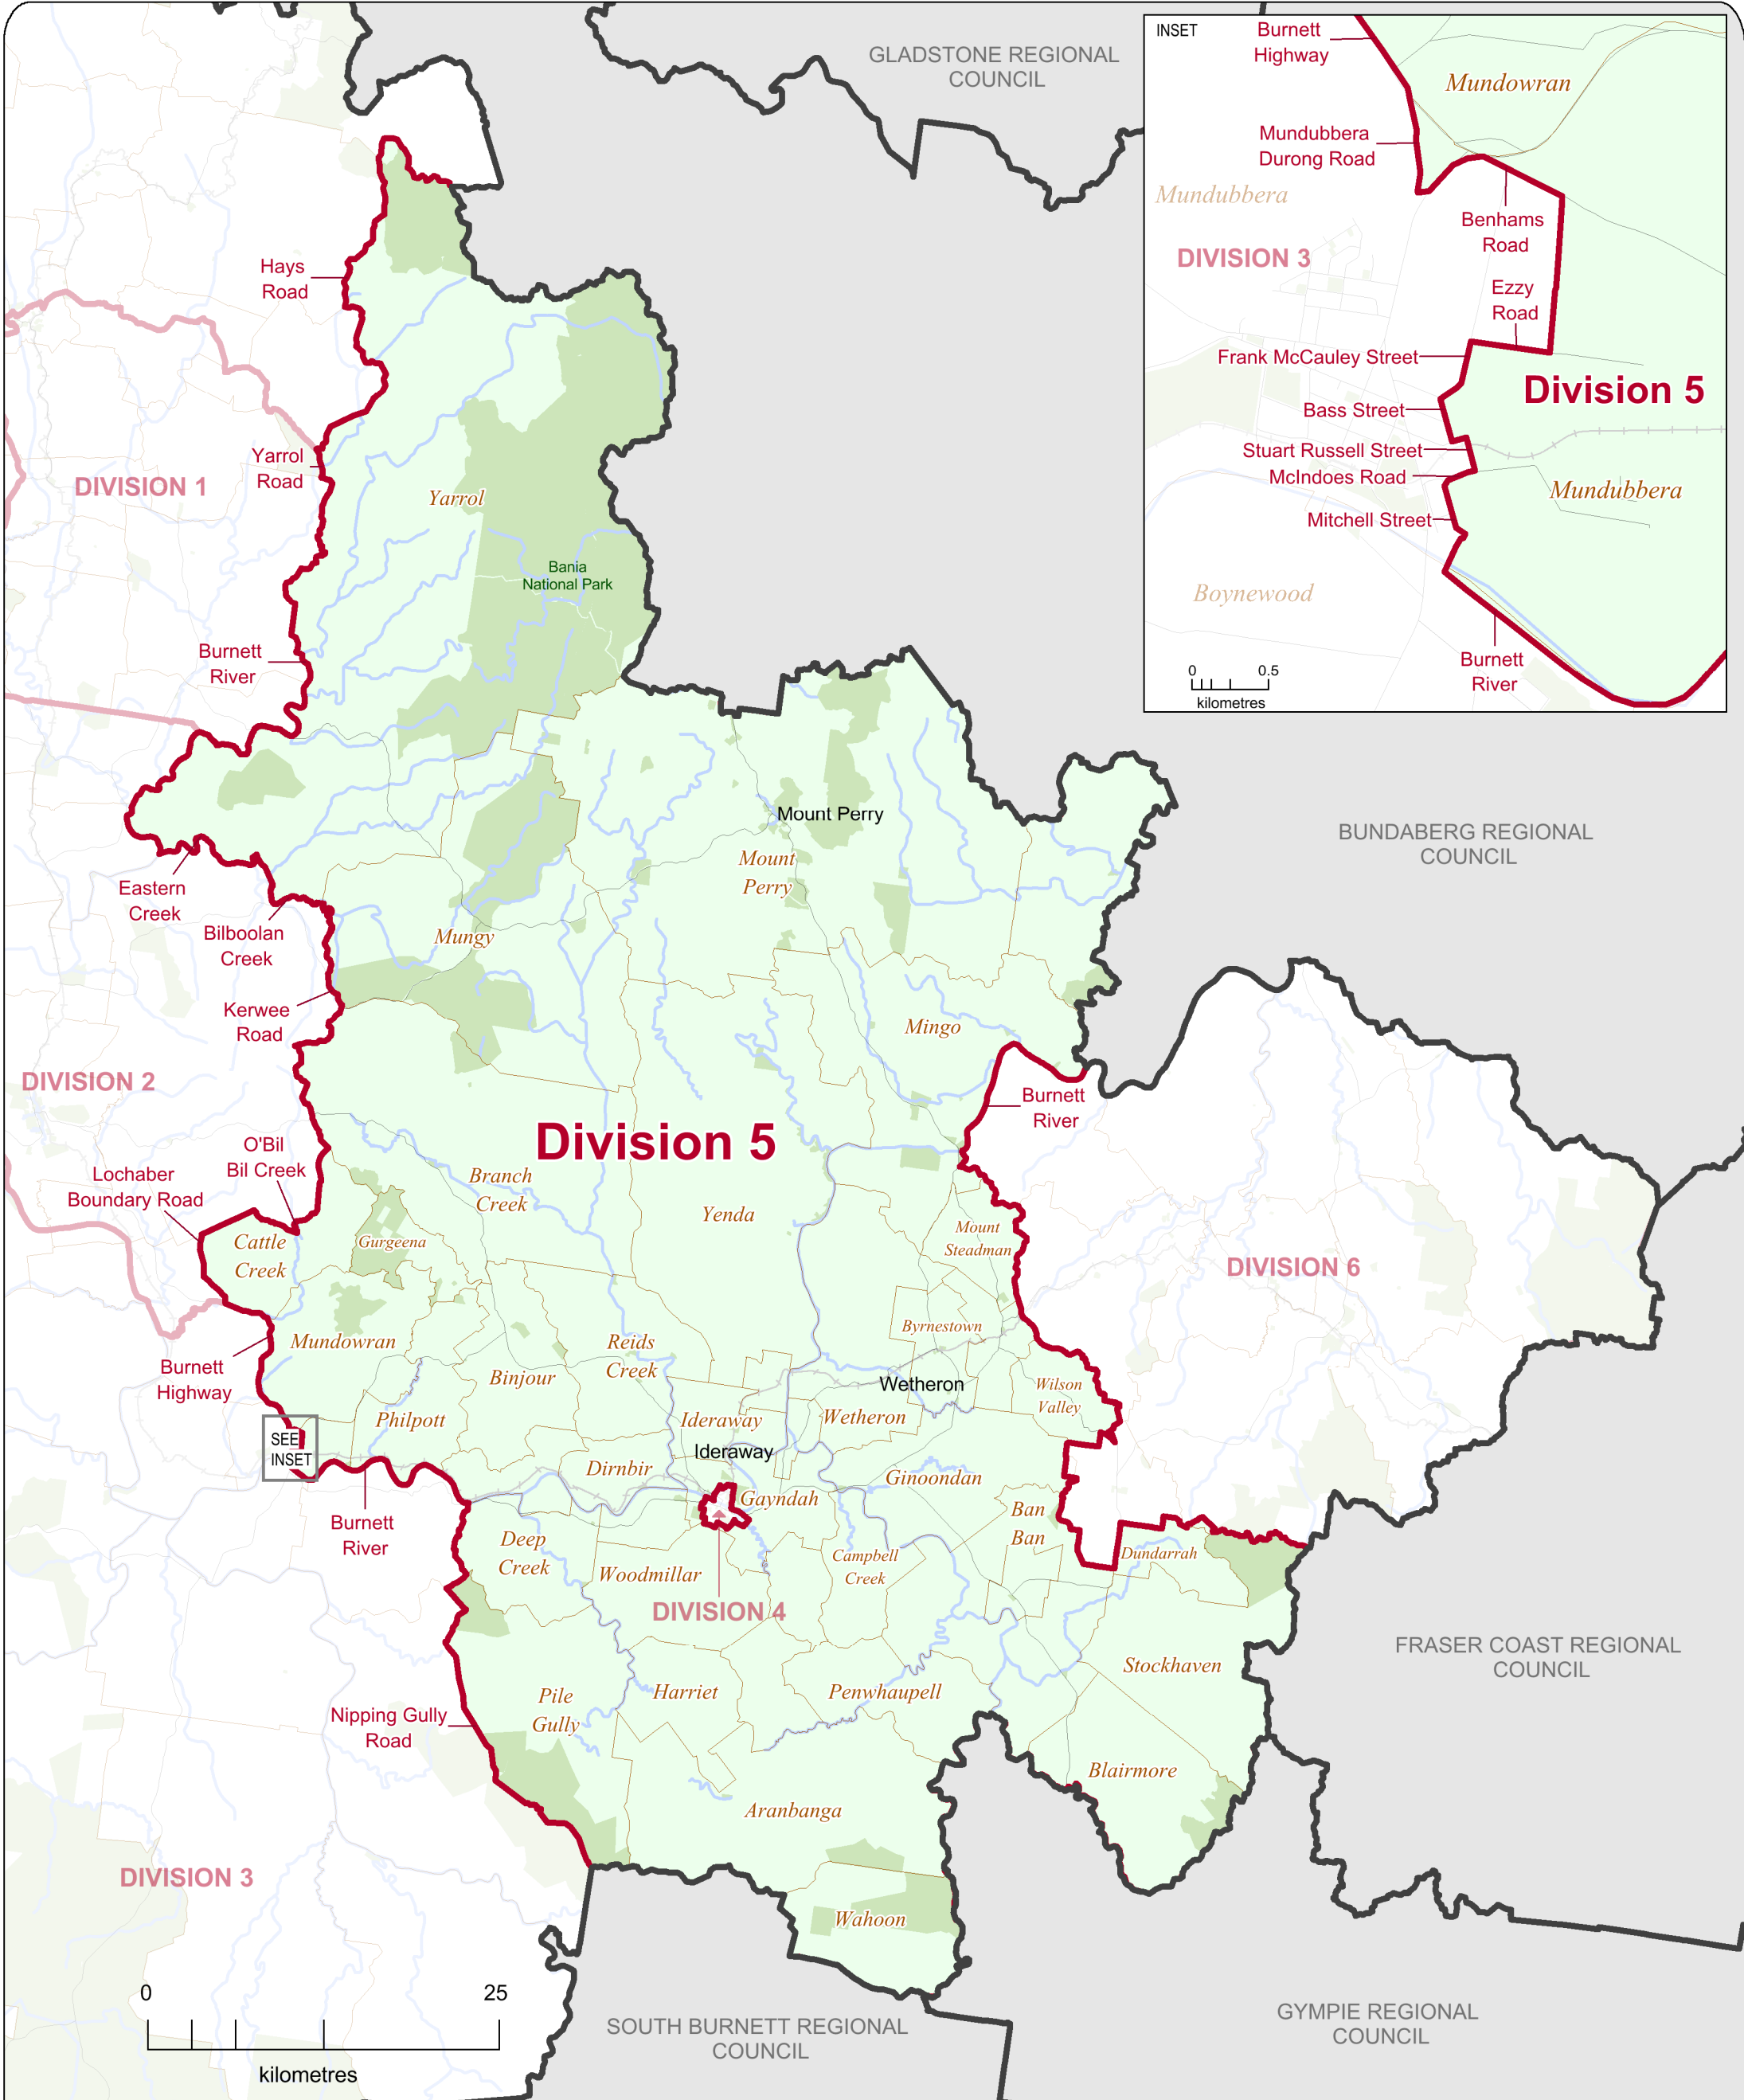 GLADSTONE REGIONAL
COUNCIL
INSET
Burnett
Highway
Mundowran
Mundubbera
Durong Road
Mundubbera
Benhams
Road
DIVISION 3
Ezzy
Road
Frank McCauley Street
Division 5
Bass Street
Stuart Russell Street
McIndoes Road
Mundubbera
Mitchell Street
Boynewood
Burnett
River
0 0.5
kilometres
Hays
Road
Yarrol
Road
DIVISION 1
Yarrol
Bania
National Park
Burnett
River
Mount Perry
Mount
Perry
BUNDABERG REGIONAL
COUNCIL
Eastern
Creek
Bilboolan
Creek
Mungy
Kerwee
Road
Mingo
DIVISION 2
Burnett
River
Division 5
O'Bil
Bil Creek
Lochaber
Boundary Road
Branch
Creek
Yenda
Cattle
Creek
Gurgeena
Mount
Steadman
DIVISION 6
Mundowran
Reids
Creek
Byrnestown
Burnett
Highway
Binjour
Wetheron
Wilson
Valley
Philpott
Ideraway
Wetheron
SEE
INSET
Ideraway
Dirnbir
Ginoondan
Gayndah
Ban
Ban
Burnett
River
Deep
Creek
Campbell
Creek
Dundarrah
Woodmillar
DIVISION 4
FRASER COAST REGIONAL
COUNCIL
Stockhaven
Pile
Gully
Harriet
Penwhaupell
Nipping Gully
Road
Blairmore
Aranbanga
DIVISION 3
Wahoon
0 25
kilometres
SOUTH BURNETT REGIONAL
COUNCIL
GYMPIE REGIONAL
COUNCIL